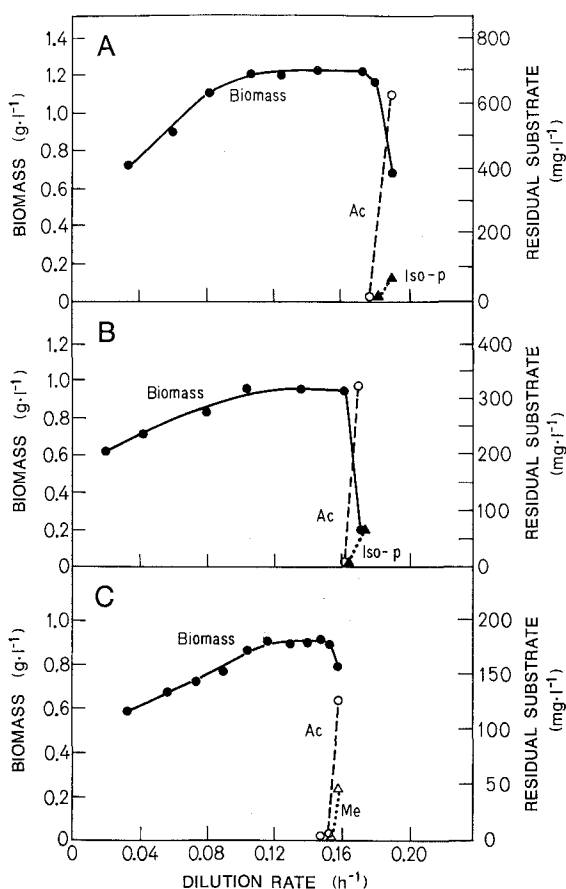 A
1.4
1.2
1.0
0.8
0.6
0.4
0.2
0
BIOMASS (g·l⁻¹)
Biomass
Ac
Iso-p
800
600
400
200
0
RESIDUAL SUBSTRATE
(mg·l⁻¹)
B
1.2
1.0
0.8
0.6
0.4
0.2
0
BIOMASS (g·l⁻¹)
Biomass
Ac
Iso-p
400
300
200
100
0
RESIDUAL SUBSTRATE
(mg·l⁻¹)
C
1.0
0.8
0.6
0.4
0.2
0
BIOMASS (g·l⁻¹)
Biomass
Ac
Me
200
150
100
50
0
RESIDUAL SUBSTRATE
(mg·l⁻¹)
0 0.04 0.08 0.12 0.16 0.20
DILUTION RATE (h⁻¹)